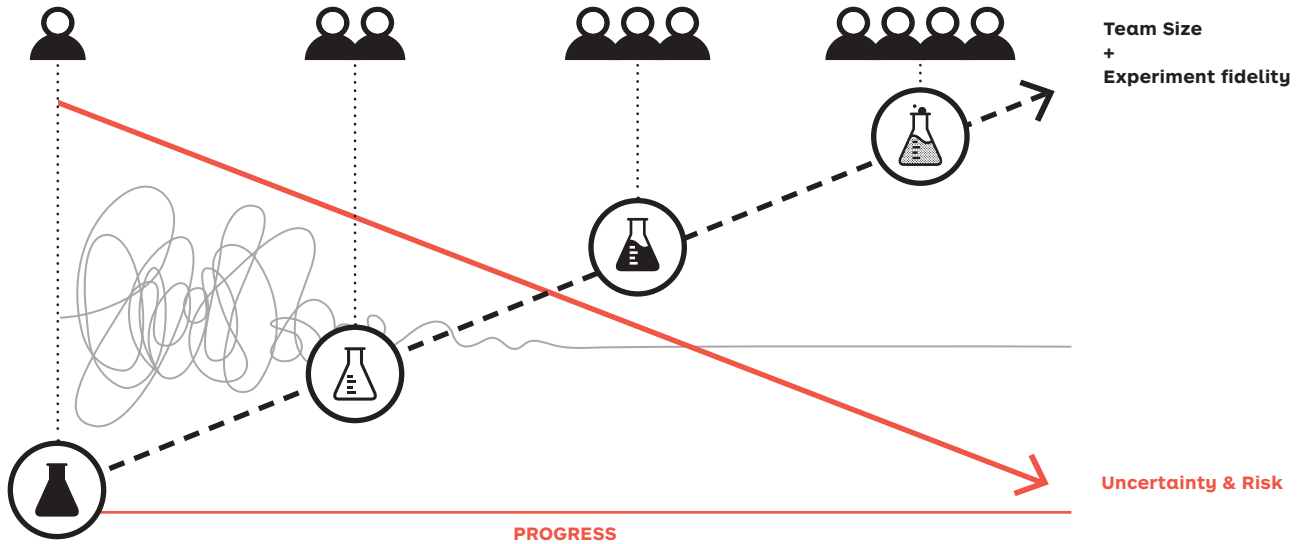 Team Size
+
Experiment fidelity
Uncertainty & Risk
PROGRESS